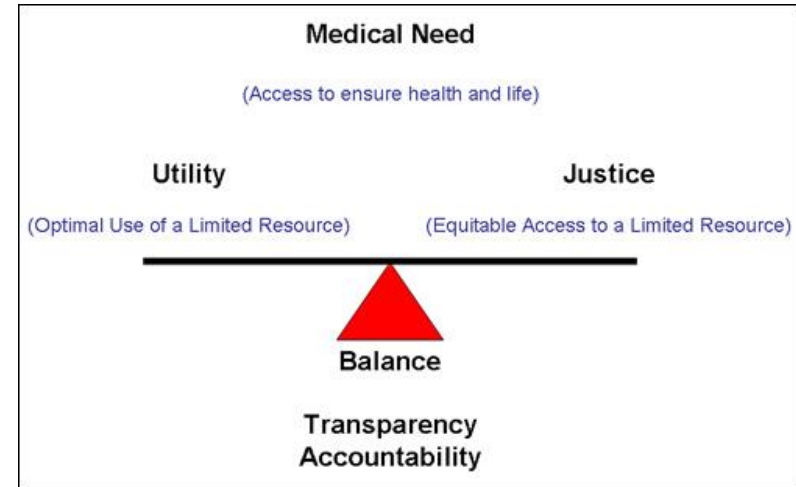 Medical Need
(Access to ensure health and life)
Utility
Justice
(Optimal Use of a Limited Resource)
(Equitable Access to a Limited Resource)
Balance
Transparency
Accountability